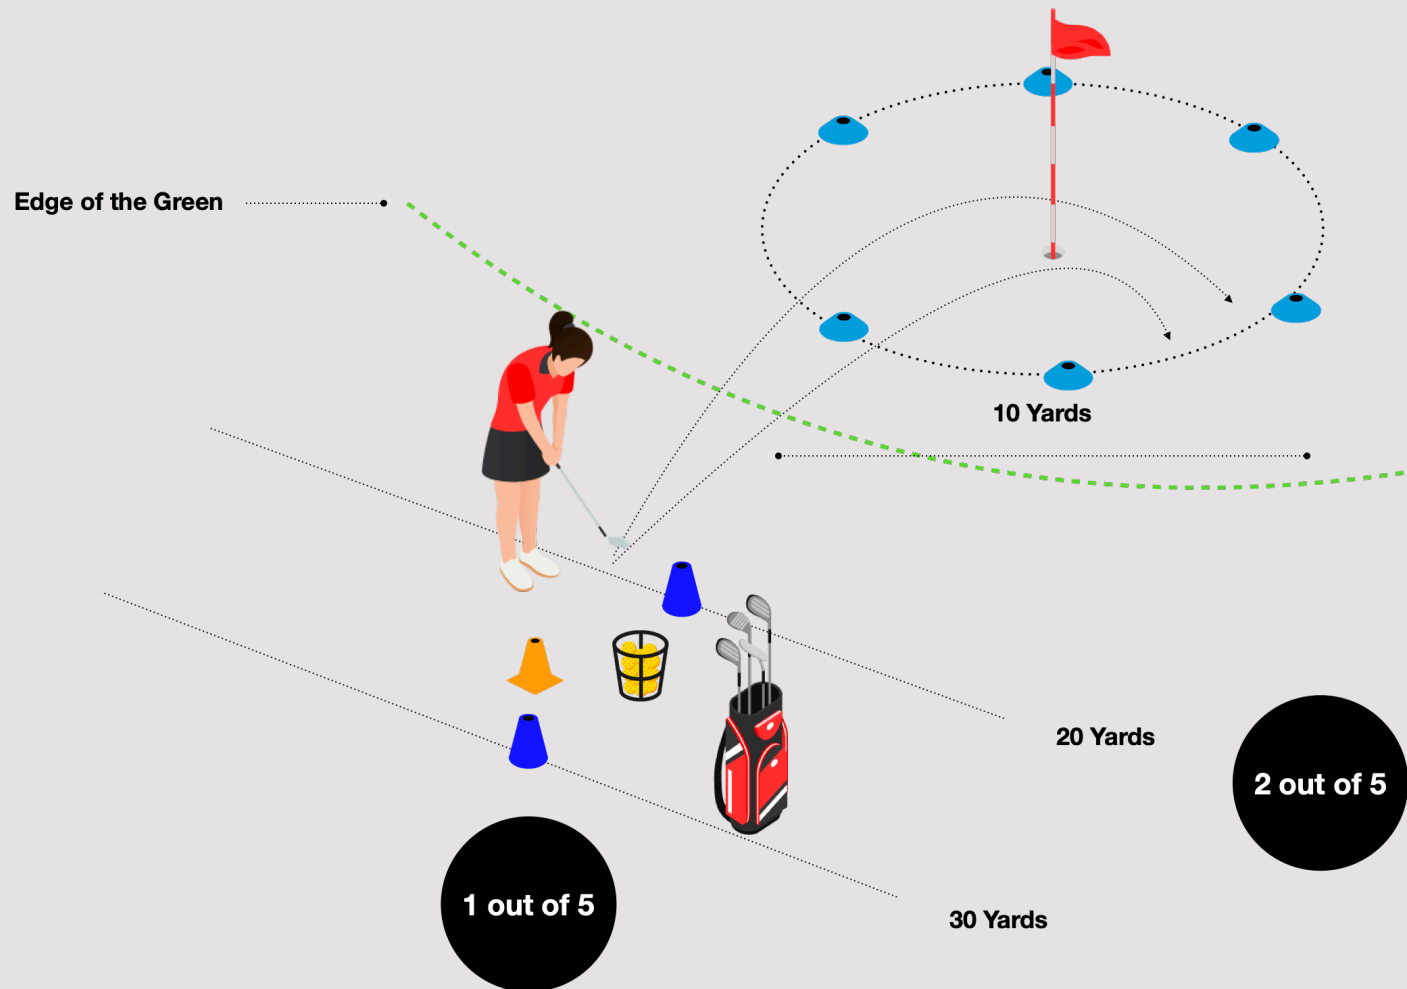 Edge of the Green
10 Yards
20 Yards
2 out of 5
1 out of 5
30 Yards